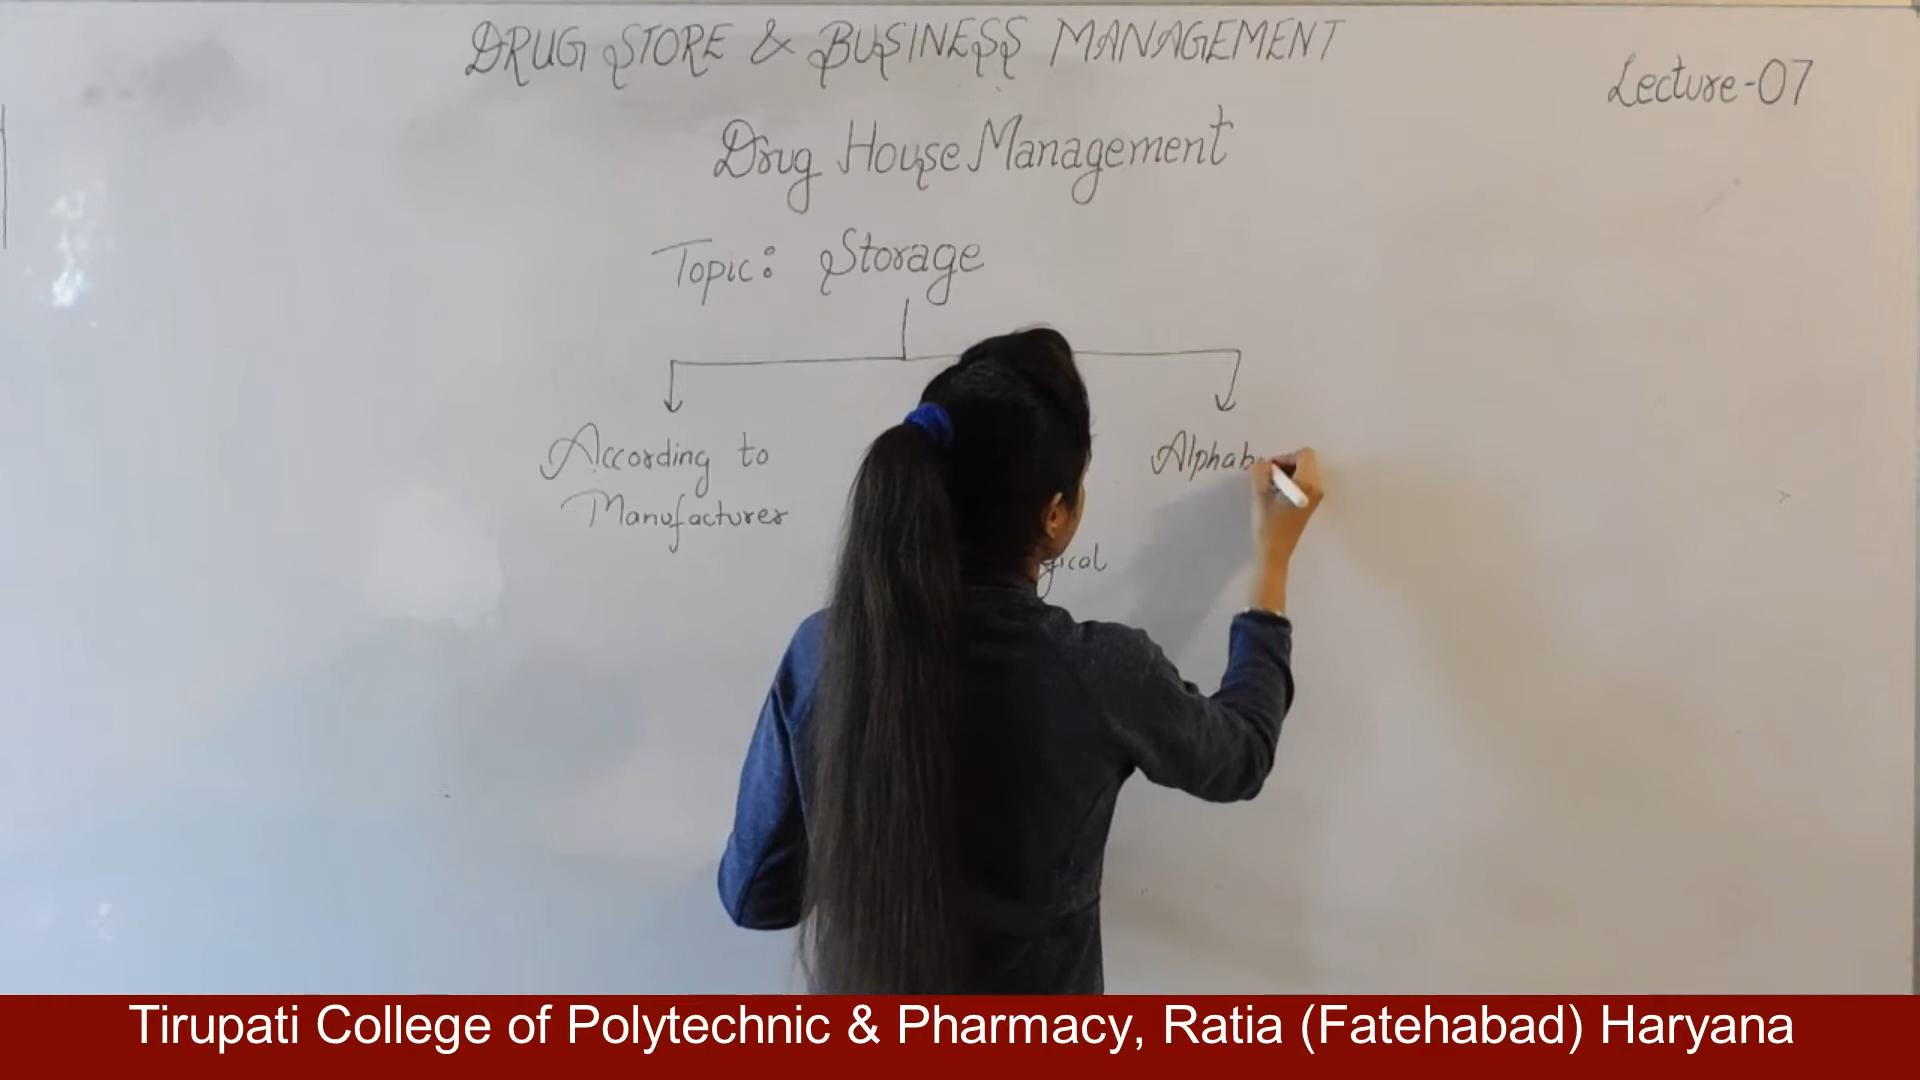 DRUG STORE & BUSINESS MANAGEMENT
Lecture-07
Drug House Management
Topic: Storage
According to
Manufacturer
Alphab
gical
Tirupati College of Polytechnic & Pharmacy, Ratia (Fatehabad) Haryana